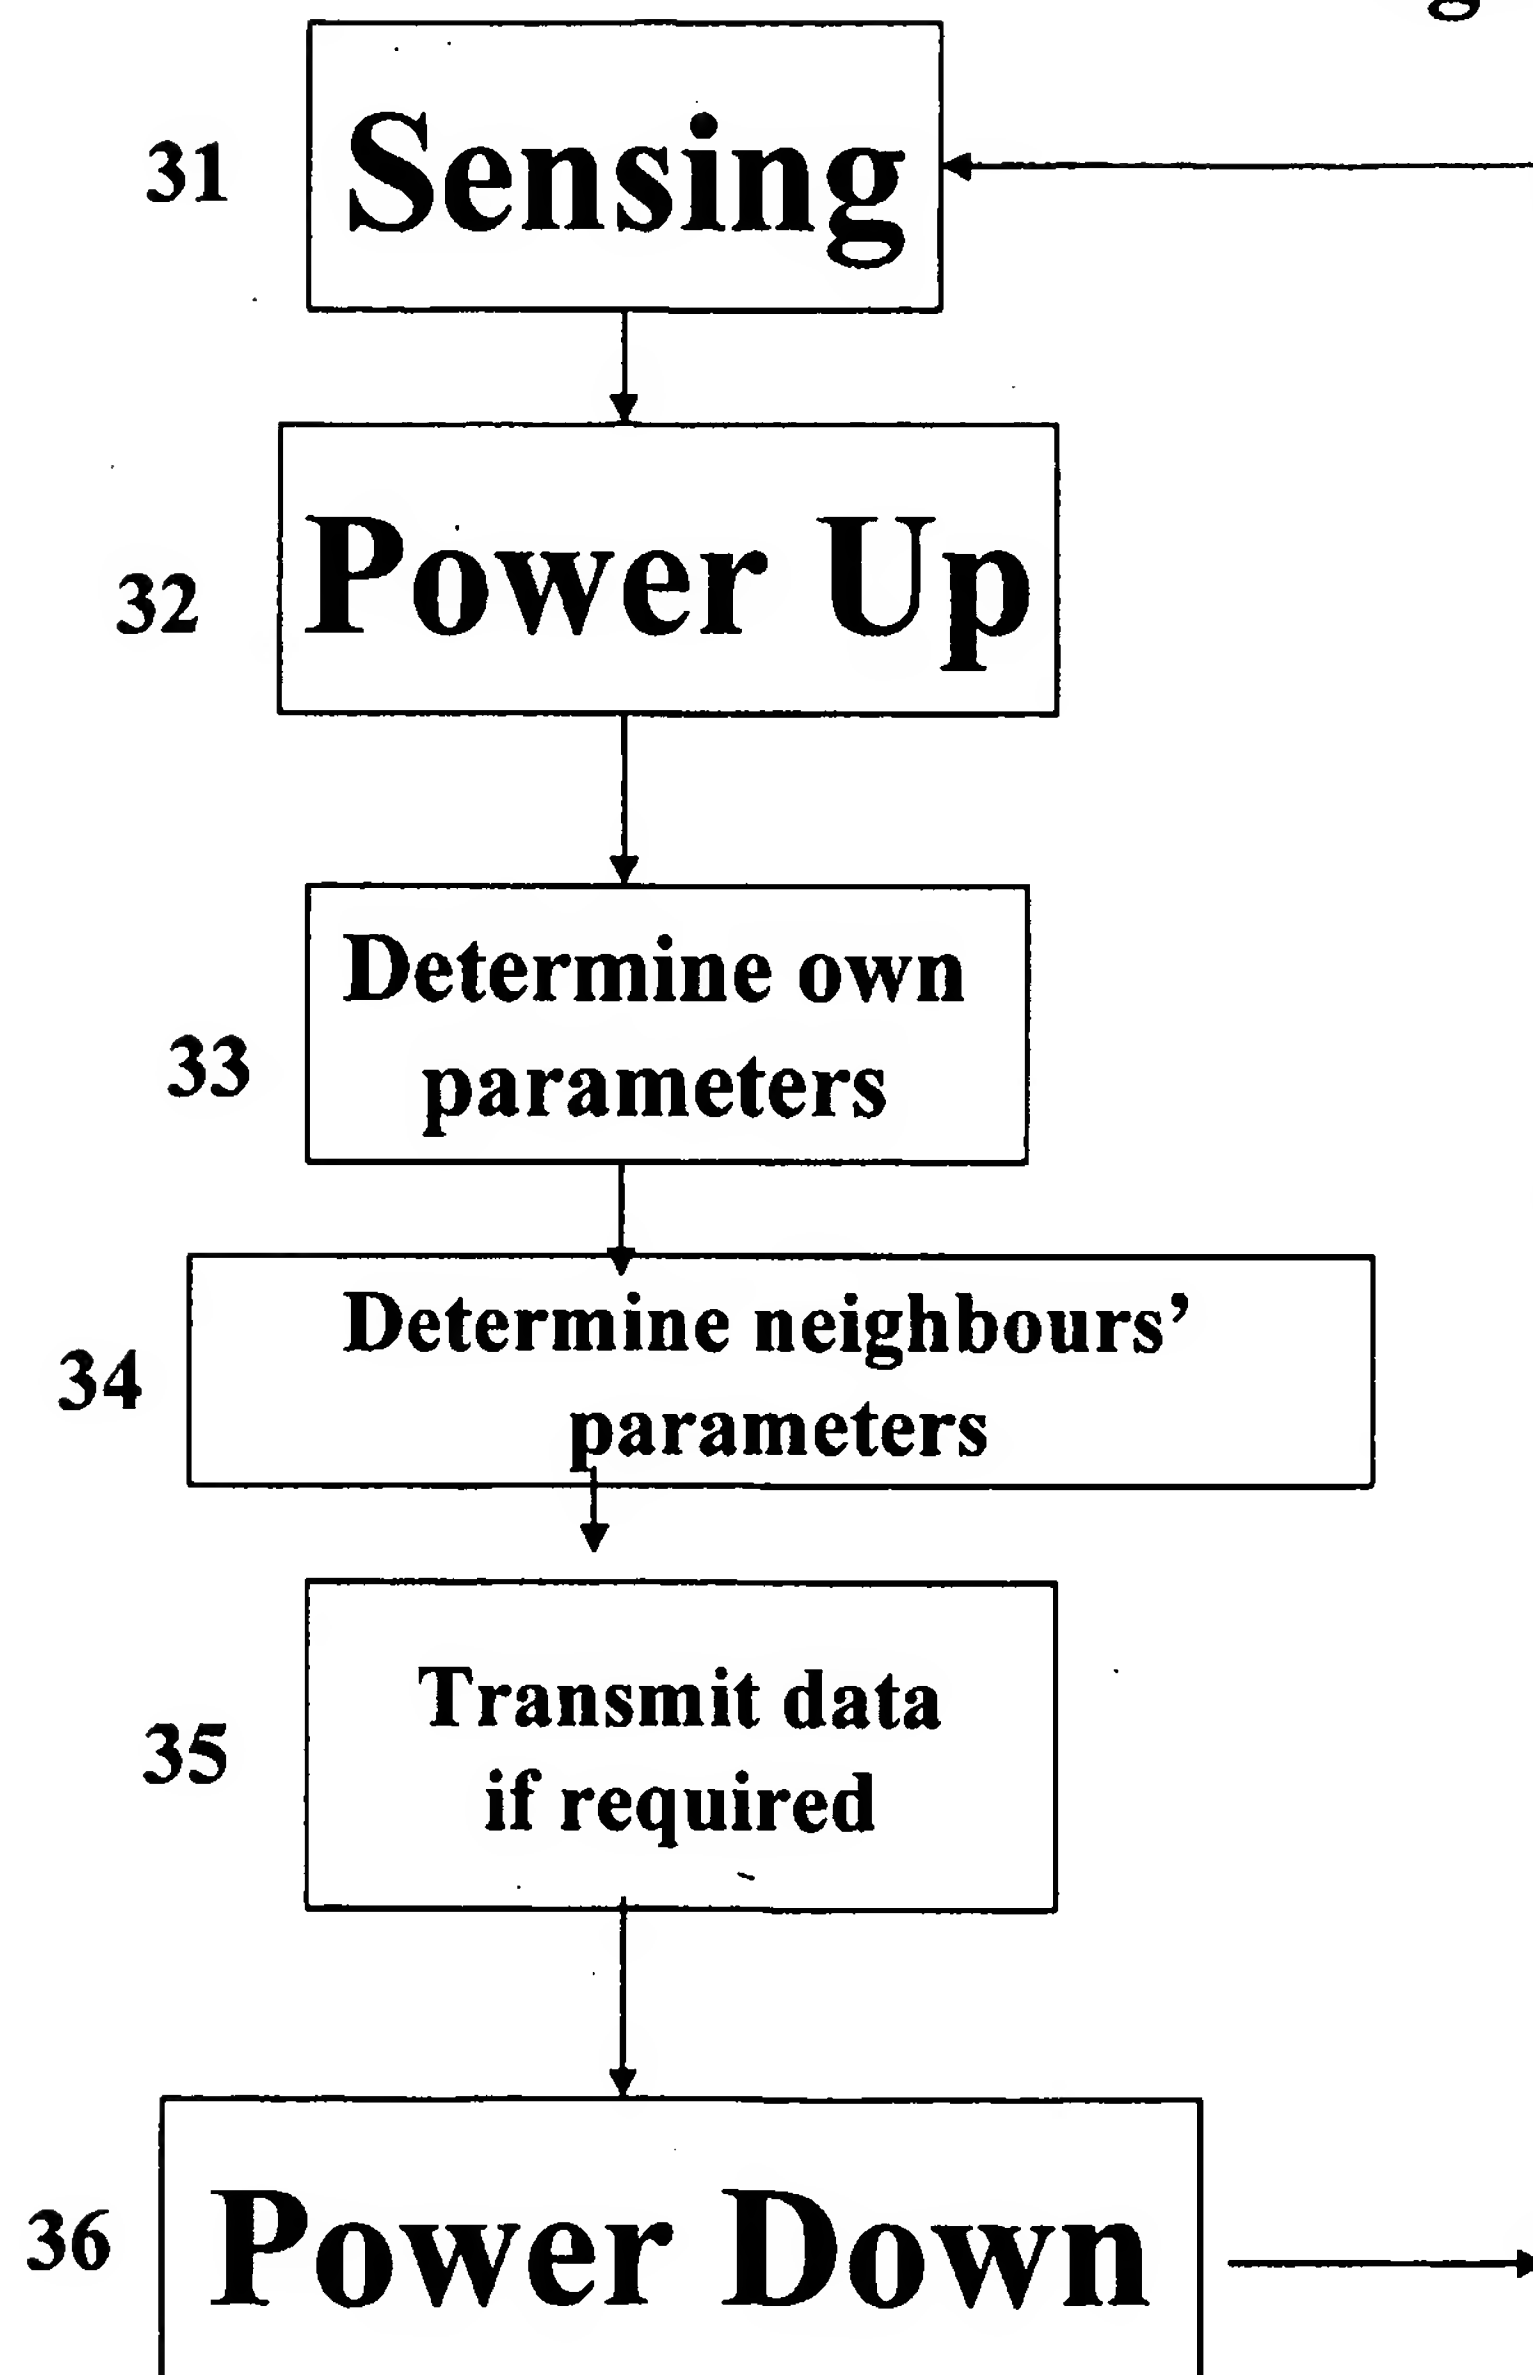 31
Sensing
32
Power Up
33
Determine own
parameters
34
Determine neighbours’
parameters
35
Transmit data
if required
36
Power Down